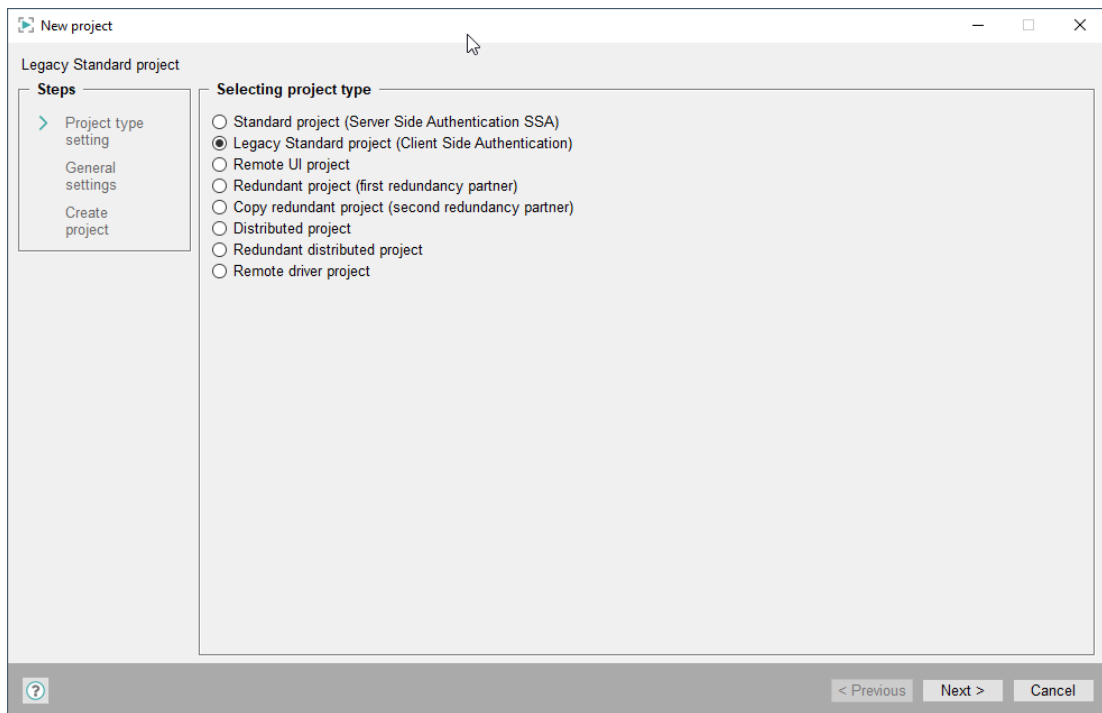 New project
Legacy Standard project
Steps
Project type
setting
General
settings
Create
project
Selecting project type
Standard project (Server Side Authentication SSA)
Legacy Standard project (Client Side Authentication)
Remote UI project
Redundant project (first redundancy partner)
Copy redundant project (second redundancy partner)
Distributed project
Redundant distributed project
Remote driver project
?
< Previous
Next >
Cancel